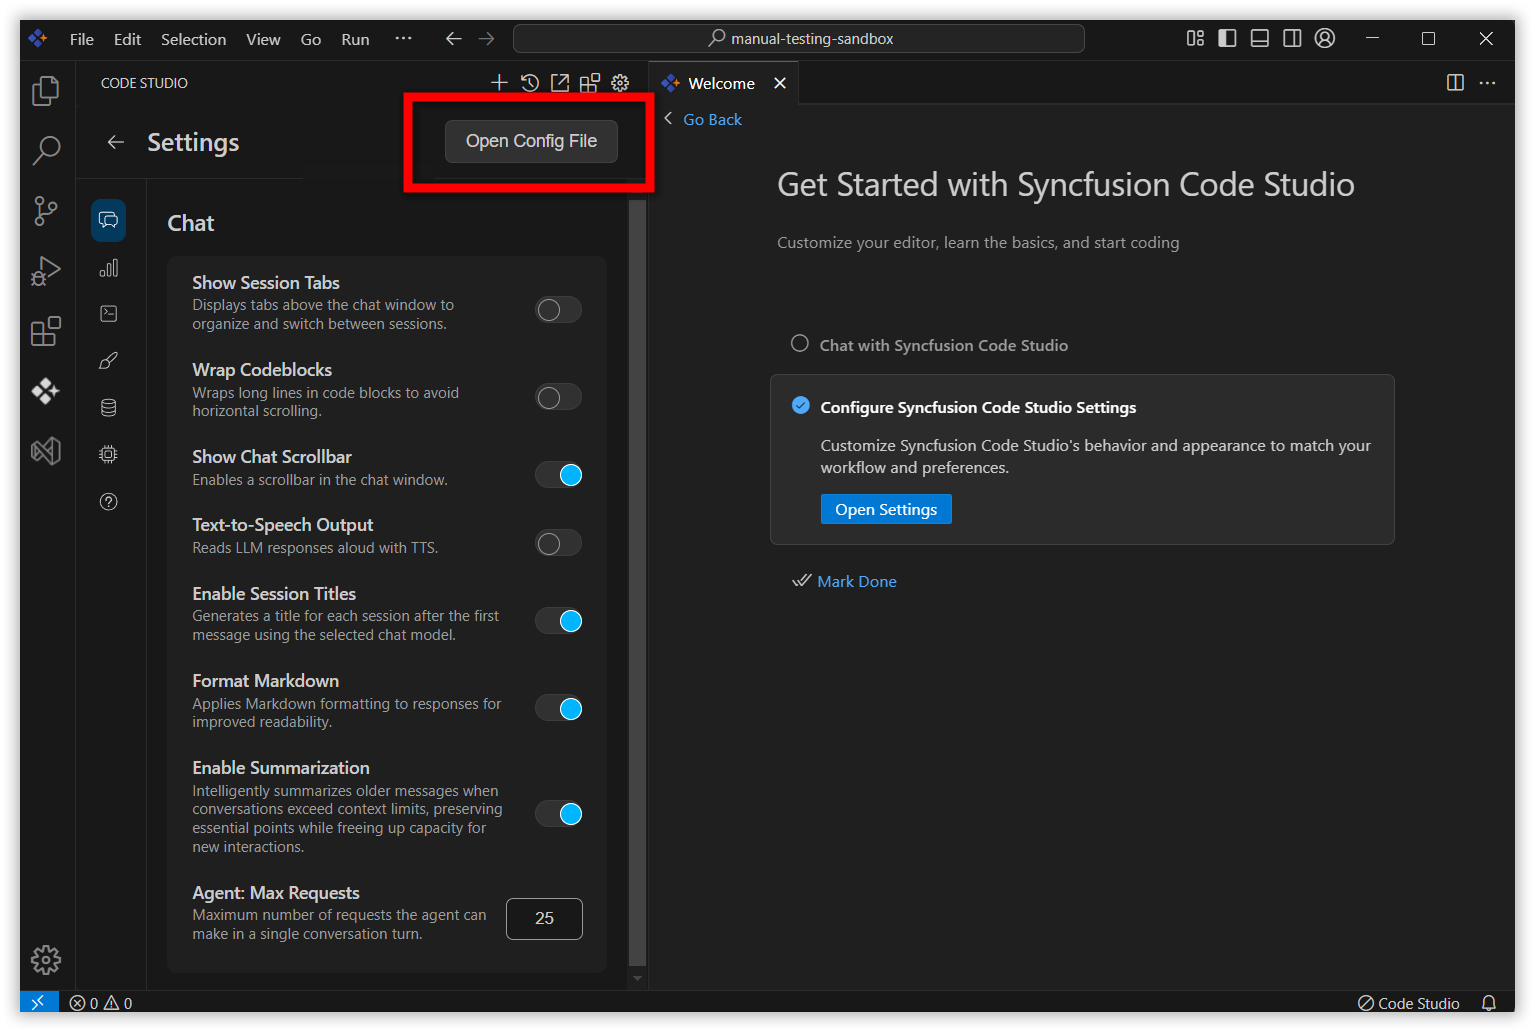 File Edit Selection View Go Run ···
manual-testing-sandbox
CODE STUDIO
Welcome
Settings
Open Config File
Go Back
Chat
Show Session Tabs
Displays tabs above the chat window to
organize and switch between sessions.
Wrap Codeblocks
Wraps long lines in code blocks to avoid
horizontal scrolling.
Show Chat Scrollbar
Enables a scrollbar in the chat window.
Text-to-Speech Output
Reads LLM responses aloud with TTS.
Enable Session Titles
Generates a title for each session after the first
message using the selected chat model.
Format Markdown
Applies Markdown formatting to responses for
improved readability.
Enable Summarization
Intelligently summarizes older messages when
conversations exceed context limits, preserving
essential points while freeing up capacity for
new interactions.
Agent: Max Requests
Maximum number of requests the agent can
make in a single conversation turn.
25
Get Started with Syncfusion Code Studio
Customize your editor, learn the basics, and start coding
Chat with Syncfusion Code Studio
Configure Syncfusion Code Studio Settings
Customize Syncfusion Code Studio's behavior and appearance to match your
workflow and preferences.
Open Settings
Mark Done
0 0
Code Studio